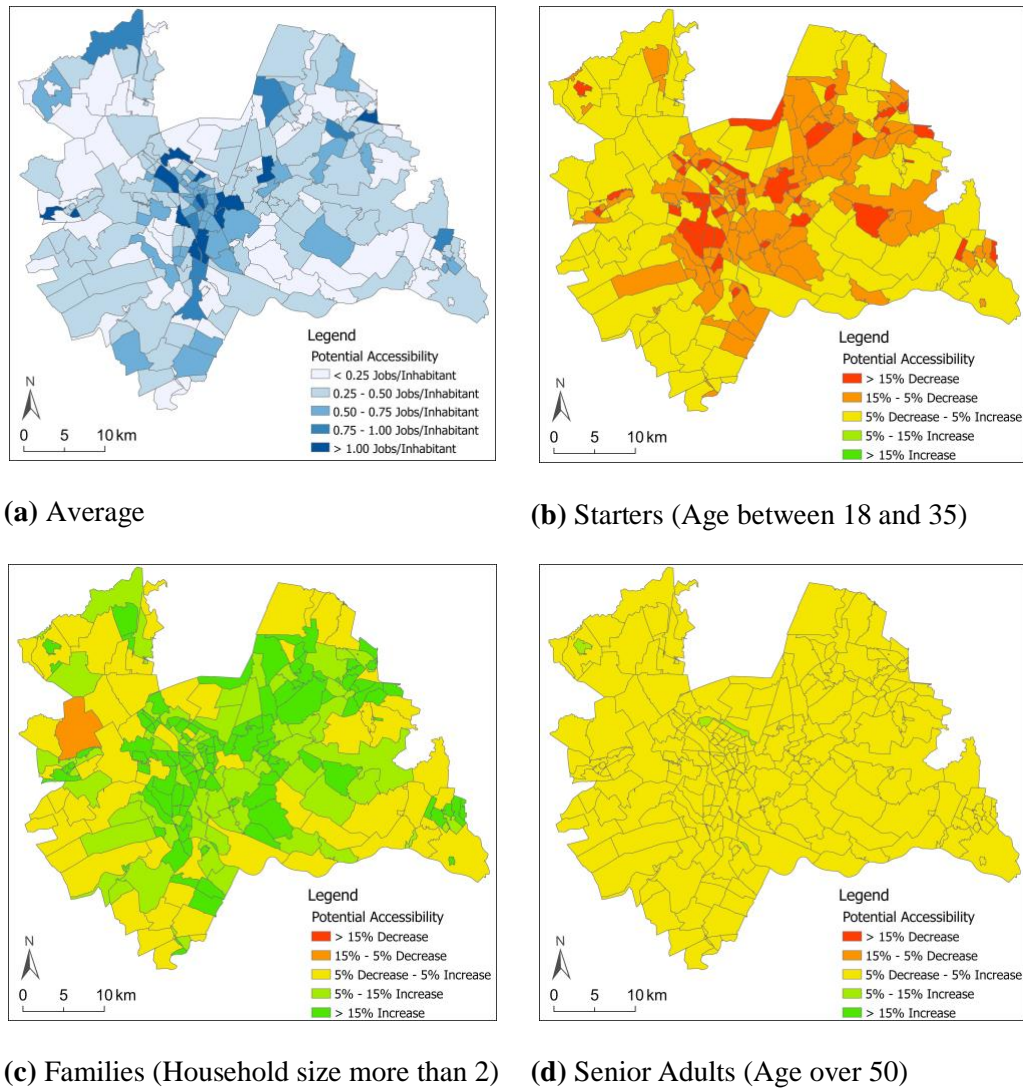 Legend
Potential Accessibility
< 0.25 Jobs/Inhabitant
0.25 - 0.50 Jobs/Inhabitant
0.50 - 0.75 Jobs/Inhabitant
0.75 - 1.00 Jobs/Inhabitant
> 1.00 Jobs/Inhabitant
N
0 5 10 km
(a) Average
Legend
Potential Accessibility
> 15% Decrease
15% - 5% Decrease
5% Decrease - 5% Increase
5% - 15% Increase
> 15% Increase
N
0 5 10 km
(b) Starters (Age between 18 and 35)
Legend
Potential Accessibility
> 15% Decrease
15% - 5% Decrease
5% Decrease - 5% Increase
5% - 15% Increase
> 15% Increase
N
0 5 10 km
(c) Families (Household size more than 2)
Legend
Potential Accessibility
> 15% Decrease
15% - 5% Decrease
5% Decrease - 5% Increase
5% - 15% Increase
> 15% Increase
N
0 5 10 km
(d) Senior Adults (Age over 50)